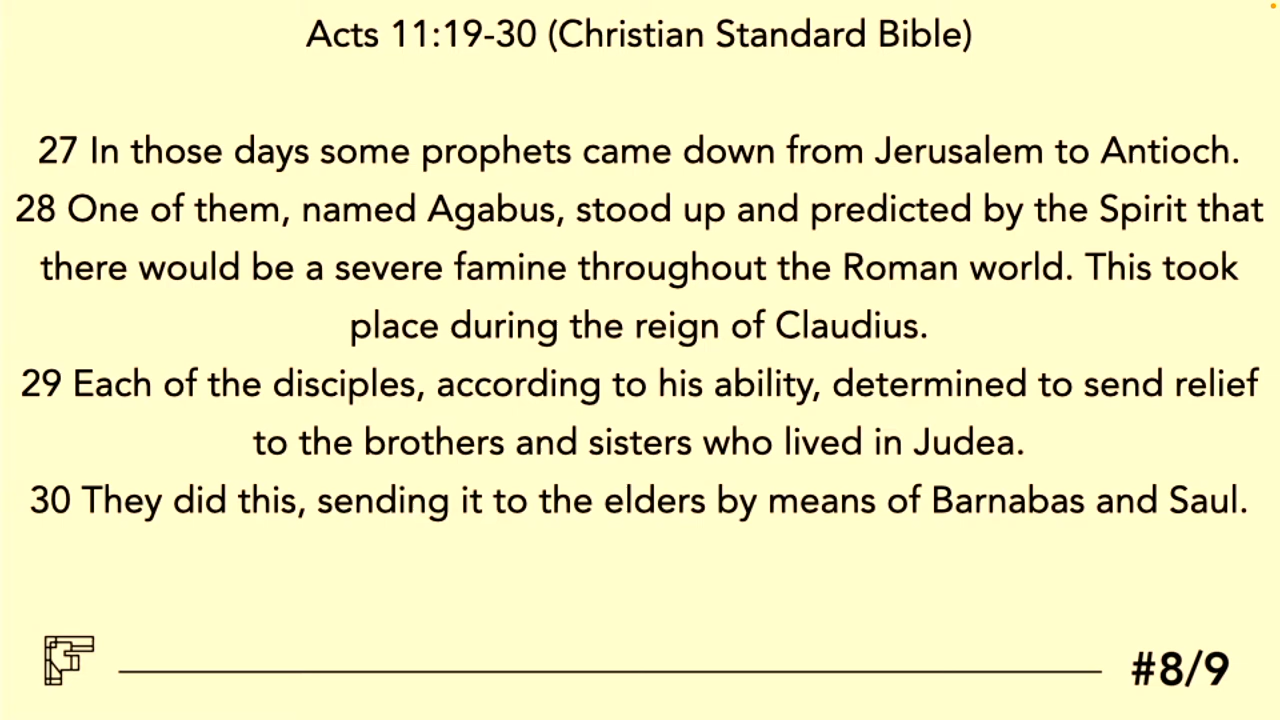 Acts 11:19-30 (Christian Standard Bible)
27 In those days some prophets came down from Jerusalem to Antioch.
28 One of them, named Agabus, stood up and predicted by the Spirit that
there would be a severe famine throughout the Roman world. This took
place during the reign of Claudius.
29 Each of the disciples, according to his ability, determined to send relief
to the brothers and sisters who lived in Judea.
30 They did this, sending it to the elders by means of Barnabas and Saul.
#8/9